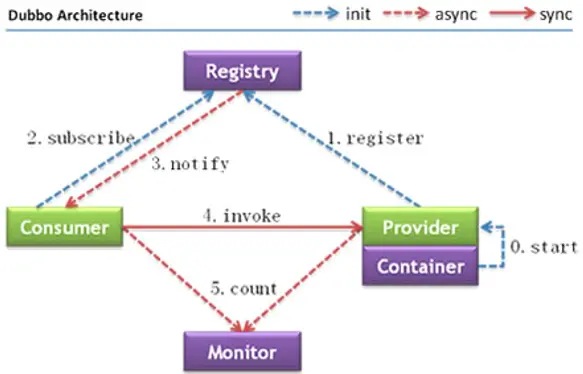 Dubbo Architecture
init
async
sync
Registry
2. subscribe
1. register
3. notify
Consumer
4. invoke
Provider
Container
0. start
5. count
Monitor